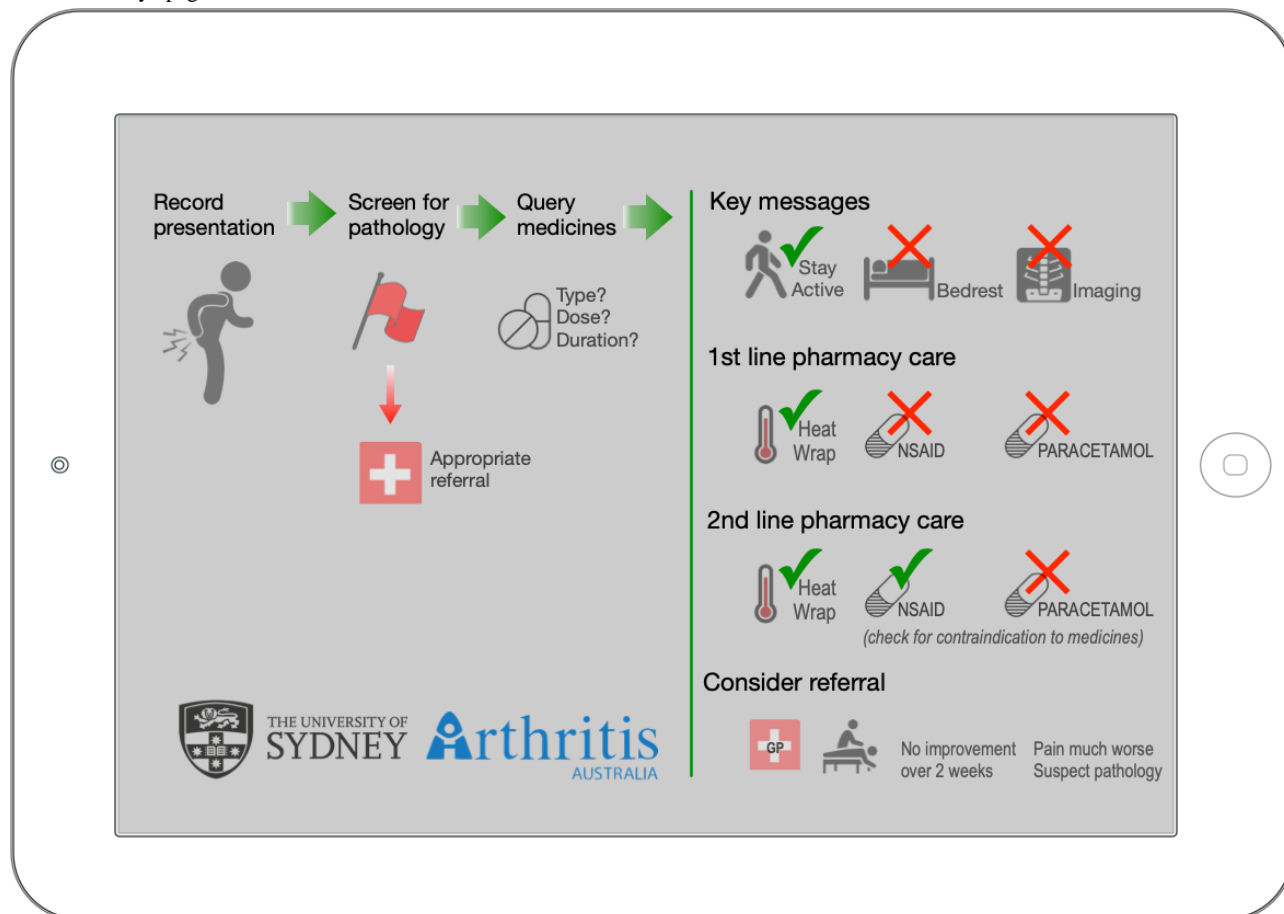 Record
presentation
Screen for
pathology
Query
medicines
Type?
Dose?
Duration?
Appropriate
referral
THE UNIVERSITY OF
SYDNEY
Arthritis
AUSTRALIA
Key messages
Stay
Active
Bedrest
Imaging
1st line pharmacy care
Heat
Wrap
NSAID
PARACETAMOL
2nd line pharmacy care
Heat
Wrap
NSAID
PARACETAMOL
(check for contraindication to medicines)
Consider referral
GP
No improvement
over 2 weeks
Pain much worse
Suspect pathology